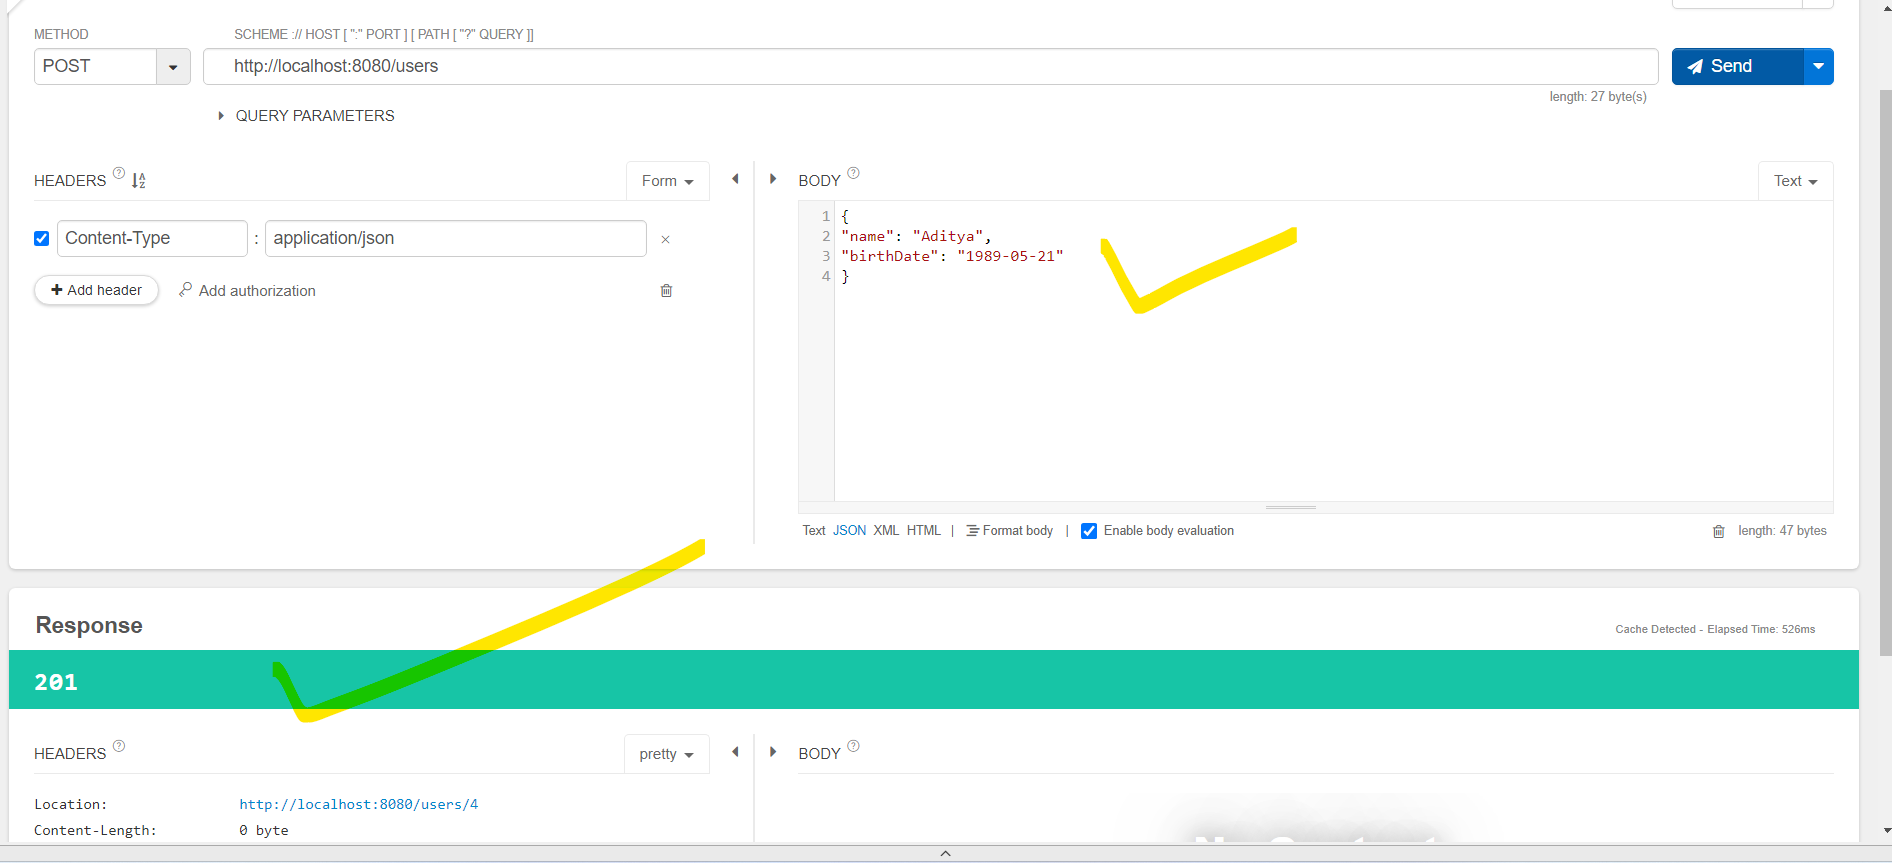 METHOD
SCHEME :// HOST [ ":" PORT ] [ PATH [ "?" QUERY ]]
POST
http://localhost:8080/users
Send
length: 27 byte(s)
QUERY PARAMETERS
HEADERS ? A Z
Form
BODY ?
Text
Content-Type : application/json ×
Add header
Add authorization
1 {
2 "name": "Aditya",
3 "birthDate": "1989-05-21"
4 }
Text JSON XML HTML | Format body | Enable body evaluation
length: 47 bytes
Response
Cache Detected - Elapsed Time: 526ms
201
HEADERS ?
pretty
BODY ?
Location: http://localhost:8080/users/4
Content-Length: 0 byte